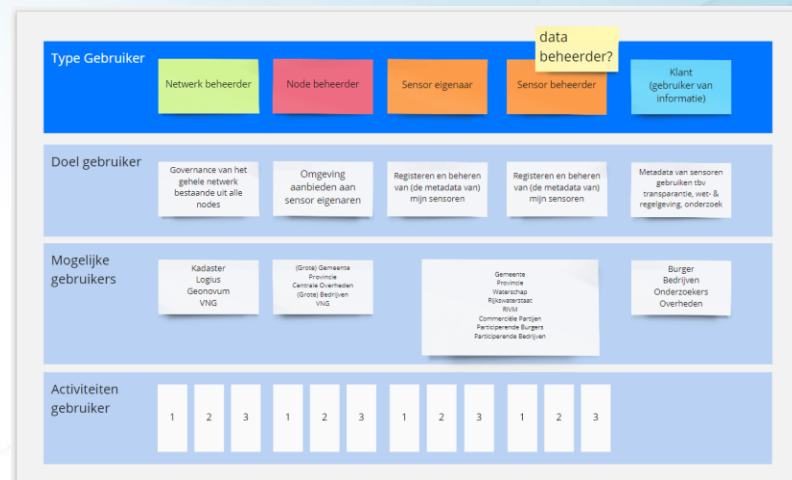 data
beheerder?
Type Gebruiker
Netwerk beheerder
Node beheerder
Sensor eigenaar
Sensor beheerder
Klant
(gebruiker van
informatie)
Doel gebruiker
Governance van het
gehele netwerk
bestaande uit alle
nodes
Omgeving
aanbieden aan
sensor eigenaren
Registeren en beheren
van (de metadata van)
mijn sensoren
Registeren en beheren
van (de metadata van)
mijn sensoren
Metadata van sensoren
gebruiken tbv
transparantie, wet- &
regelgeving, onderzoek
Mogelijke
gebruikers
Kadaster
Logius
Geonovum
VNG
(Grote) Gemeente
Provincie
Centrale Overheden
(Grote) Bedrijven
VNG
Gemeente
Provincie
Waterschap
Rijkswaterstaat
RIVM
Commerciële Partijen
Participerende Burgers
Participerende Bedrijven
Burger
Bedrijven
Onderzoekers
Overheden
Activiteiten
gebruiker
1 2 3 1 2 3 1 2 3 1 2 3